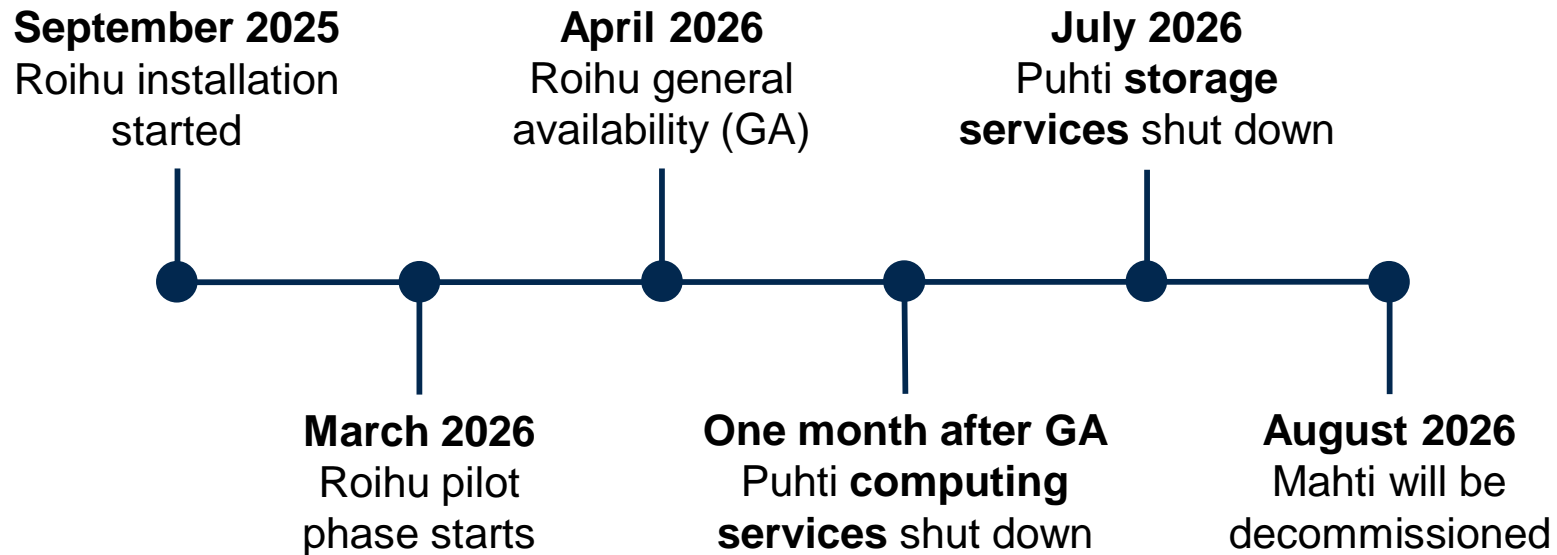 September 2025
Roihu installation
started
March 2026
Roihu pilot
phase starts
April 2026
Roihu general
availability (GA)
One month after GA
Puhti computing
services shut down
July 2026
Puhti storage
services shut down
August 2026
Mahti will be
decommissioned